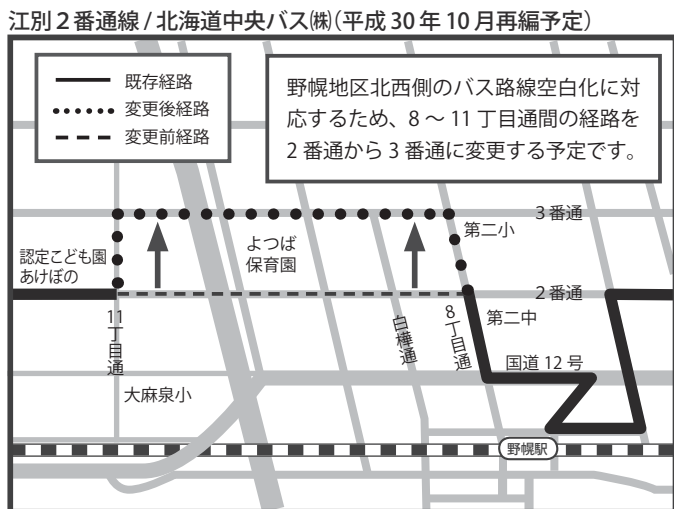 江別２番通線 / 北海道中央バス㈱(平成 30 年 10 月再編予定)
既存経路
変更後経路
変更前経路
野幌地区北西側のバス路線空白化に対
応するため、8 ～ 11 丁目通間の経路を
2 番通から 3 番通に変更する予定です。
3 番通
第二小
認定こども園
あけぼの
よつば
保育園
2 番通
11丁目通
白樺通
8丁目通
第二中
国道 12 号
大麻泉小
野幌駅